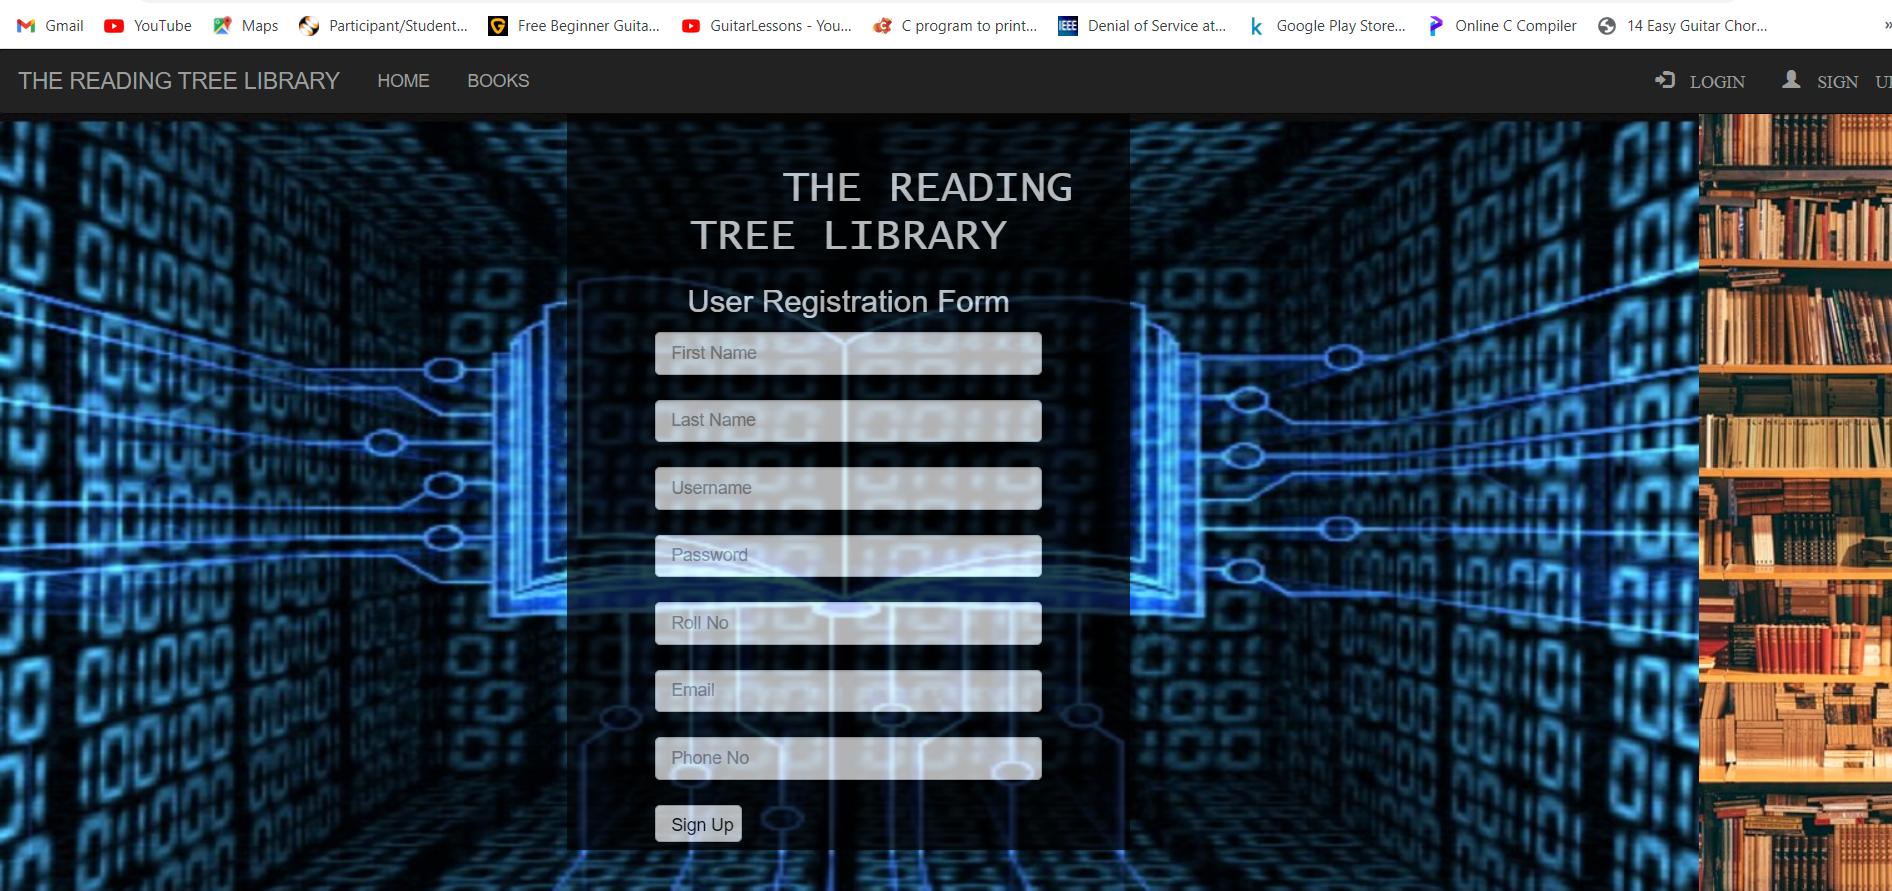 Gmail YouTube Maps Participant/Student... Free Beginner Guita... GuitarLessons - You... C program to print... IEEE Denial of Service at... Google Play Store... Online C Compiler 14 Easy Guitar Chor... »
THE READING TREE LIBRARY HOME BOOKS LOGIN SIGN
THE READING
TREE LIBRARY
User Registration Form
First Name
Last Name
Username
Password
Roll No
Email
Phone No
Sign Up